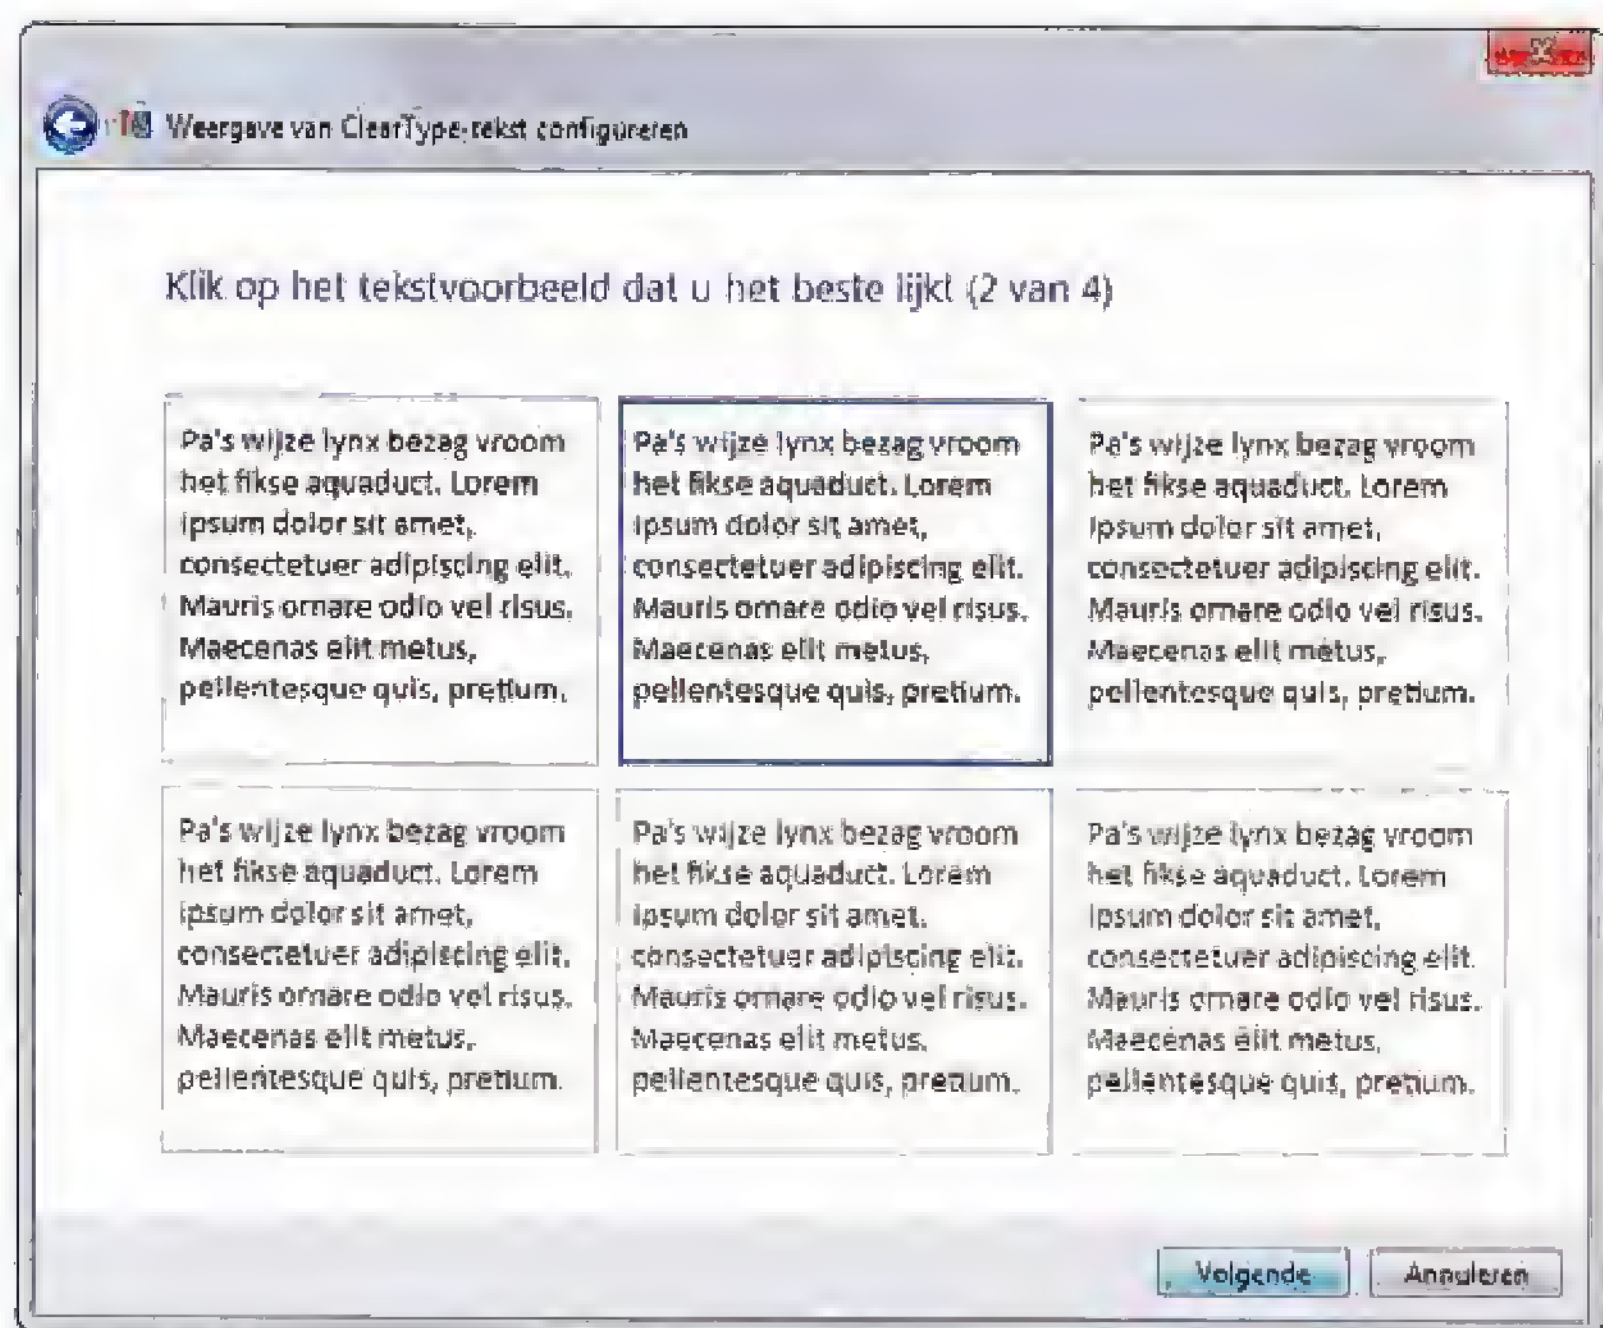 Weergave van ClearType-tekst configureren
Klik op het tekstvoorbeeld dat u het beste lijkt (2 van 4)
Pa's wijze lynx bezag vroom
het fikse aquaduct. Lorem
ipsum dolor sit amet,
consectetuer adipiscing elit.
Mauris ornare odio vel risus.
Maecenas elit metus,
pellentesque quis, pretium.
Pa's wijze lynx bezag vroom
het fikse aquaduct. Lorem
ipsum dolor sit amet,
consectetuer adipiscing elit.
Mauris ornare odio vel risus.
Maecenas elit metus,
pellentesque quis, pretium.
Pa's wijze lynx bezag vroom
het fikse aquaduct. Lorem
ipsum dolor sit amet,
consectetuer adipiscing elit.
Mauris ornare odio vel risus.
Maecenas elit metus,
pellentesque quis, pretium.
Pa's wijze lynx bezag vroom
het fikse aquaduct. Lorem
ipsum dolor sit amet,
consectetuer adipiscing elit.
Mauris ornare odio vel risus.
Maecenas elit metus,
pellentesque quis, pretium.
Pa's wijze lynx bezag vroom
het fikse aquaduct. Lorem
ipsum dolor sit amet,
consectetuer adipiscing elit.
Mauris ornare odio vel risus.
Maecenas elit metus,
pellentesque quis, pretium.
Pa's wijze lynx bezag vroom
het fikse aquaduct. Lorem
ipsum dolor sit amet,
consectetuer adipiscing elit.
Mauris ornare odio vel risus.
Maecenas elit metus,
pellentesque quis, pretium.
Volgende
Annuleren